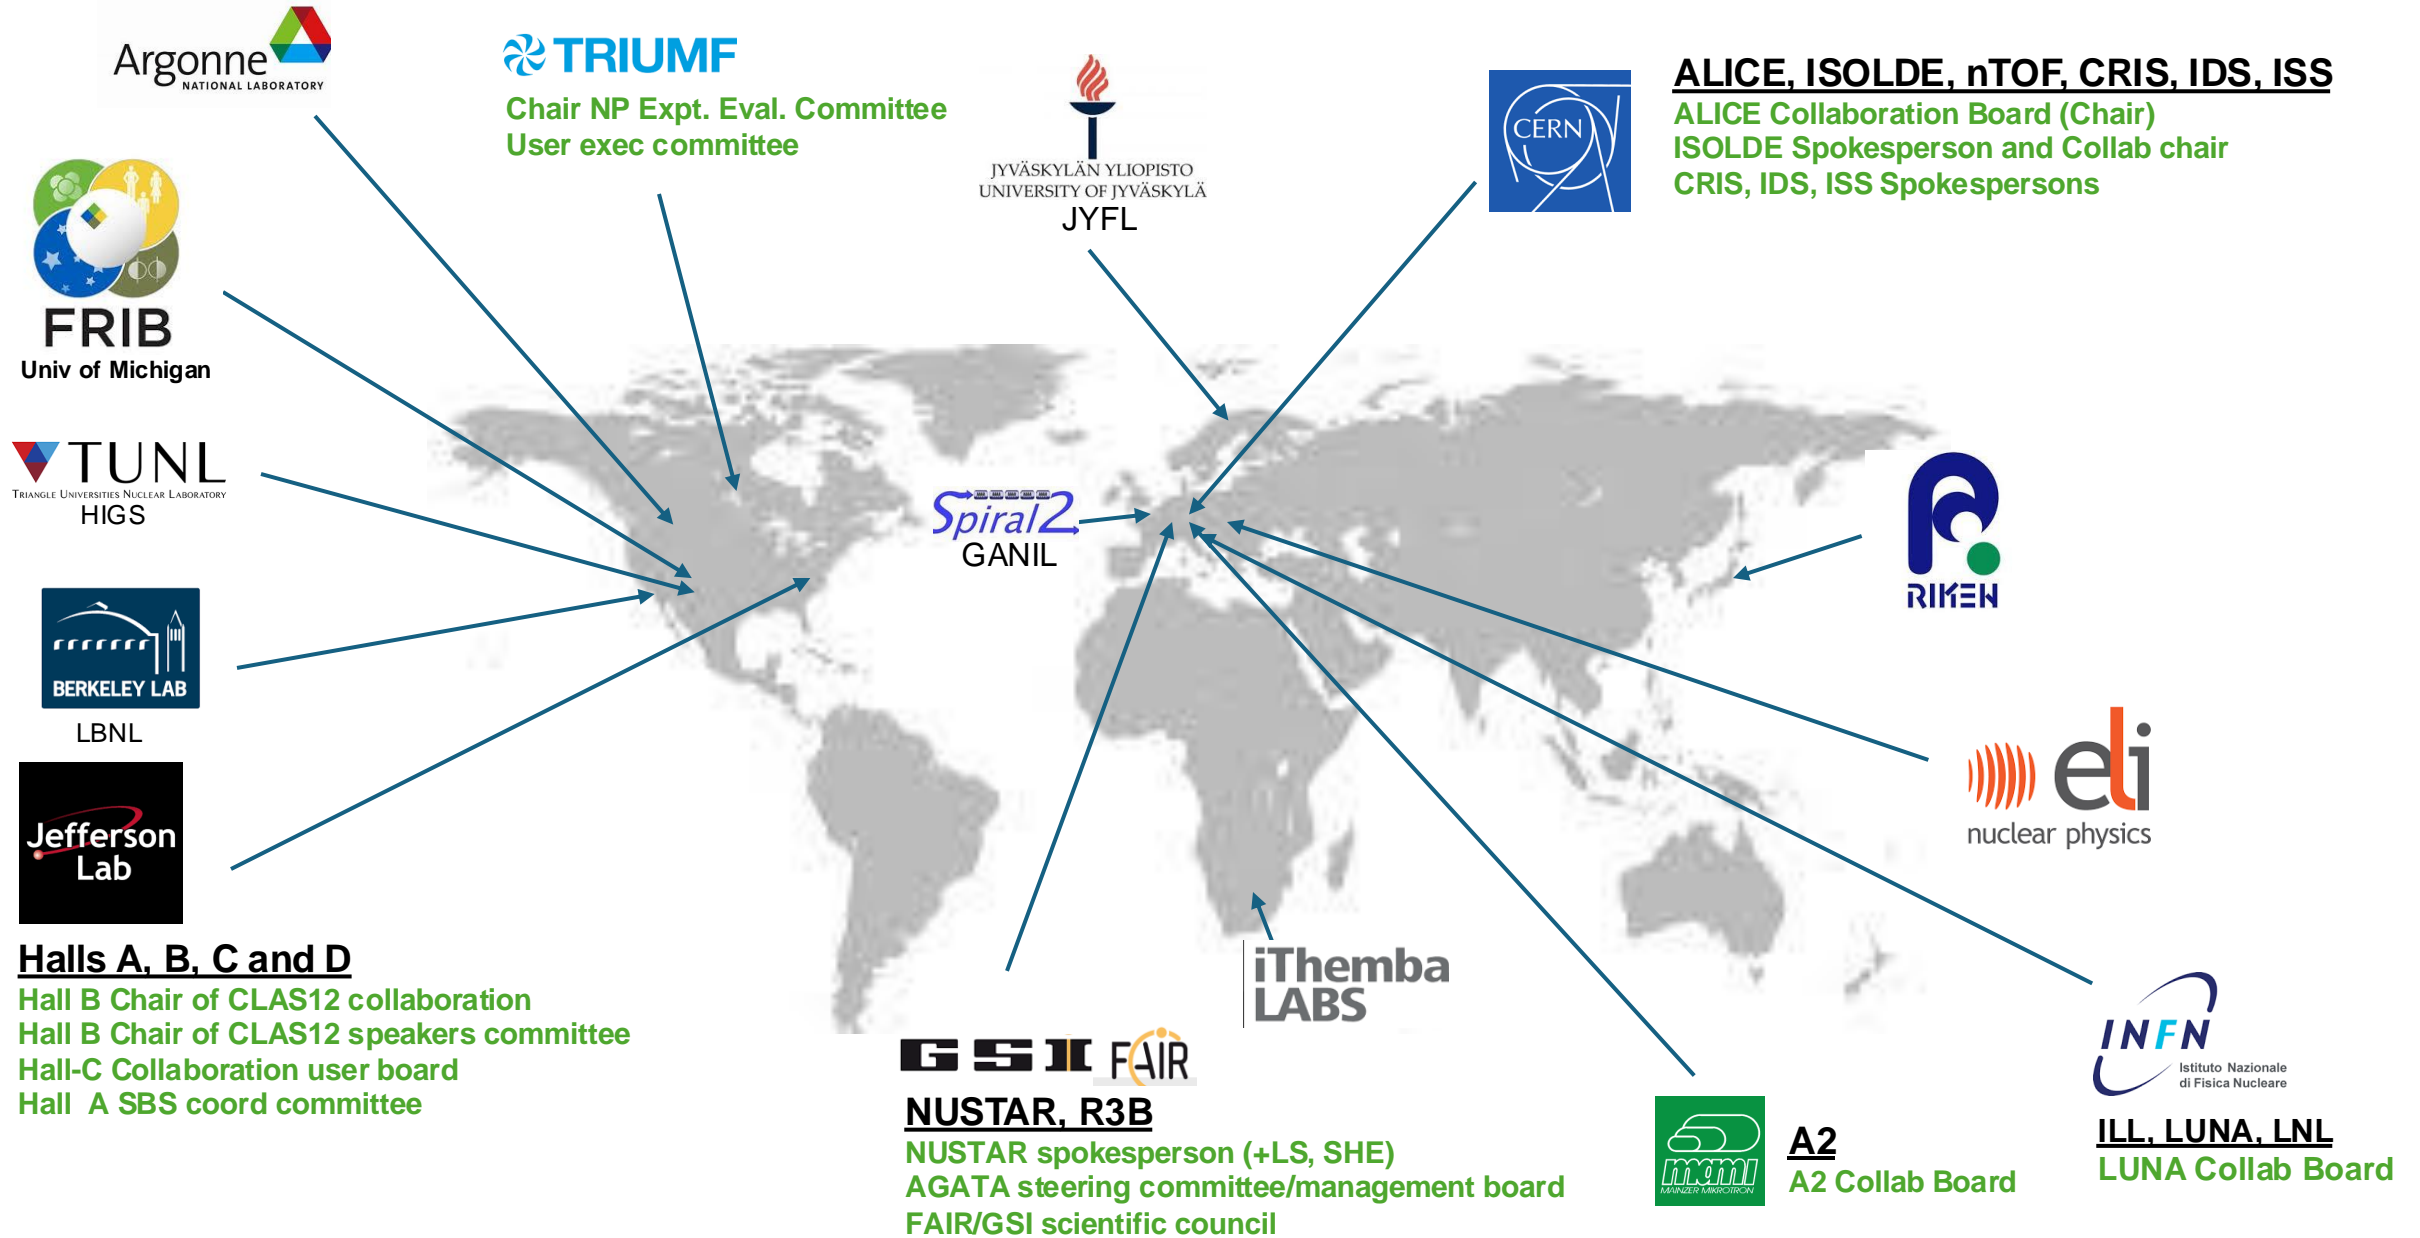 Argonne
NATIONAL LABORATORY
TRIUMF
Chair NP Expt. Eval. Committee
User exec committee
JYVÄSKYLÄN YLIOPISTO
UNIVERSITY OF JYVÄSKYLÄ
JYFL
CERN
ALICE, ISOLDE, nTOF, CRIS, IDS, ISS
ALICE Collaboration Board (Chair)
ISOLDE Spokesperson and Collab chair
CRIS, IDS, ISS Spokespersons
FRIB
Univ of Michigan
TUNL
TRIANGLE UNIVERSITIES NUCLEAR LABORATORY
HIGS
Spiral2
GANIL
RIKEN
BERKELEY LAB
LBNL
eli
nuclear physics
Jefferson
Lab
Halls A, B, C and D
Hall B Chair of CLAS12 collaboration
Hall B Chair of CLAS12 speakers committee
Hall-C Collaboration user board
Hall  A SBS coord committee
iThemba
LABS
GSI FAIR
NUSTAR, R3B
NUSTAR spokesperson (+LS, SHE)
AGATA steering committee/management board
FAIR/GSI scientific council
mami
MAINZER MIKROTRON
A2
A2 Collab Board
INFN
Istituto Nazionale
di Fisica Nucleare
ILL, LUNA, LNL
LUNA Collab Board